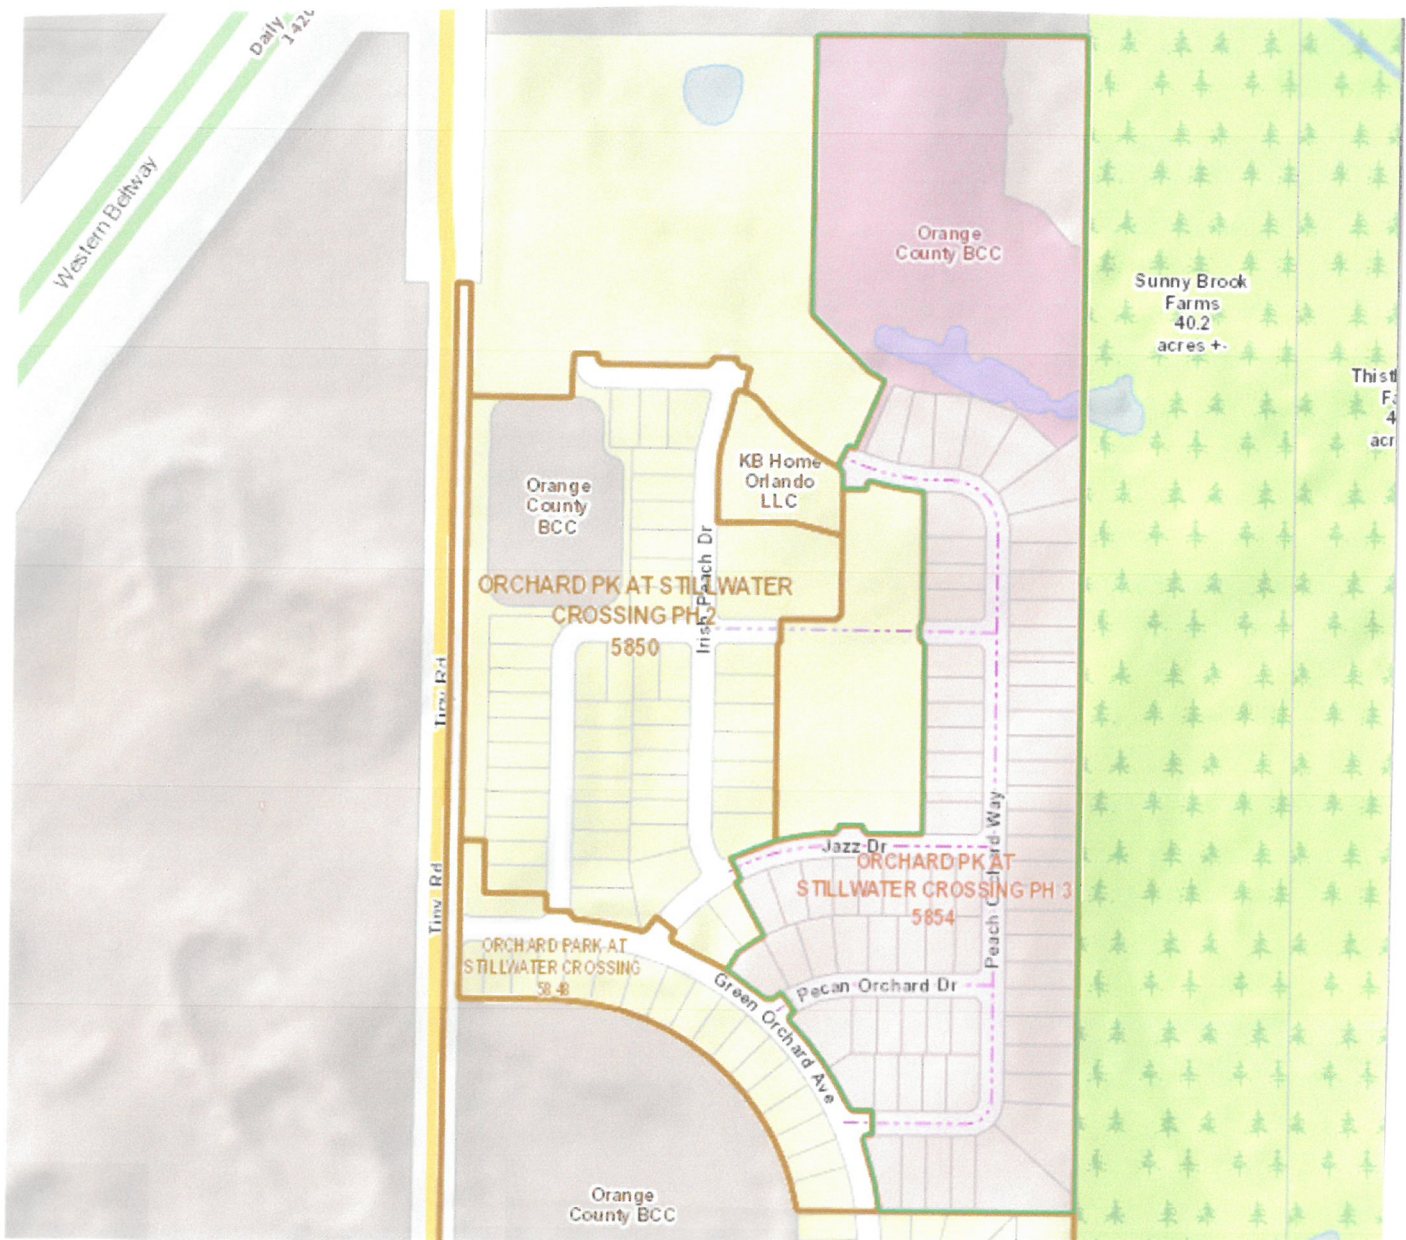 Daily
1420
Western Beltway
Orange
County BCC
Sunny Brook
Farms
40.2
acres +-
KB Home
Orlando
LLC
Orange
County
BCC
Irish Peach Dr
ORCHARD PK AT STILLWATER
CROSSING PH 2
5850
Tiny Rd
Tiny Rd
Jazz Dr
ORCHARD PK AT
STILLWATER CROSSING PH 3
5854
Peach Orchard Way
ORCHARD PARK AT
STILLWATER CROSSING
5848
Green Orchard Ave
Pecan Orchard Dr
Orange
County BCC